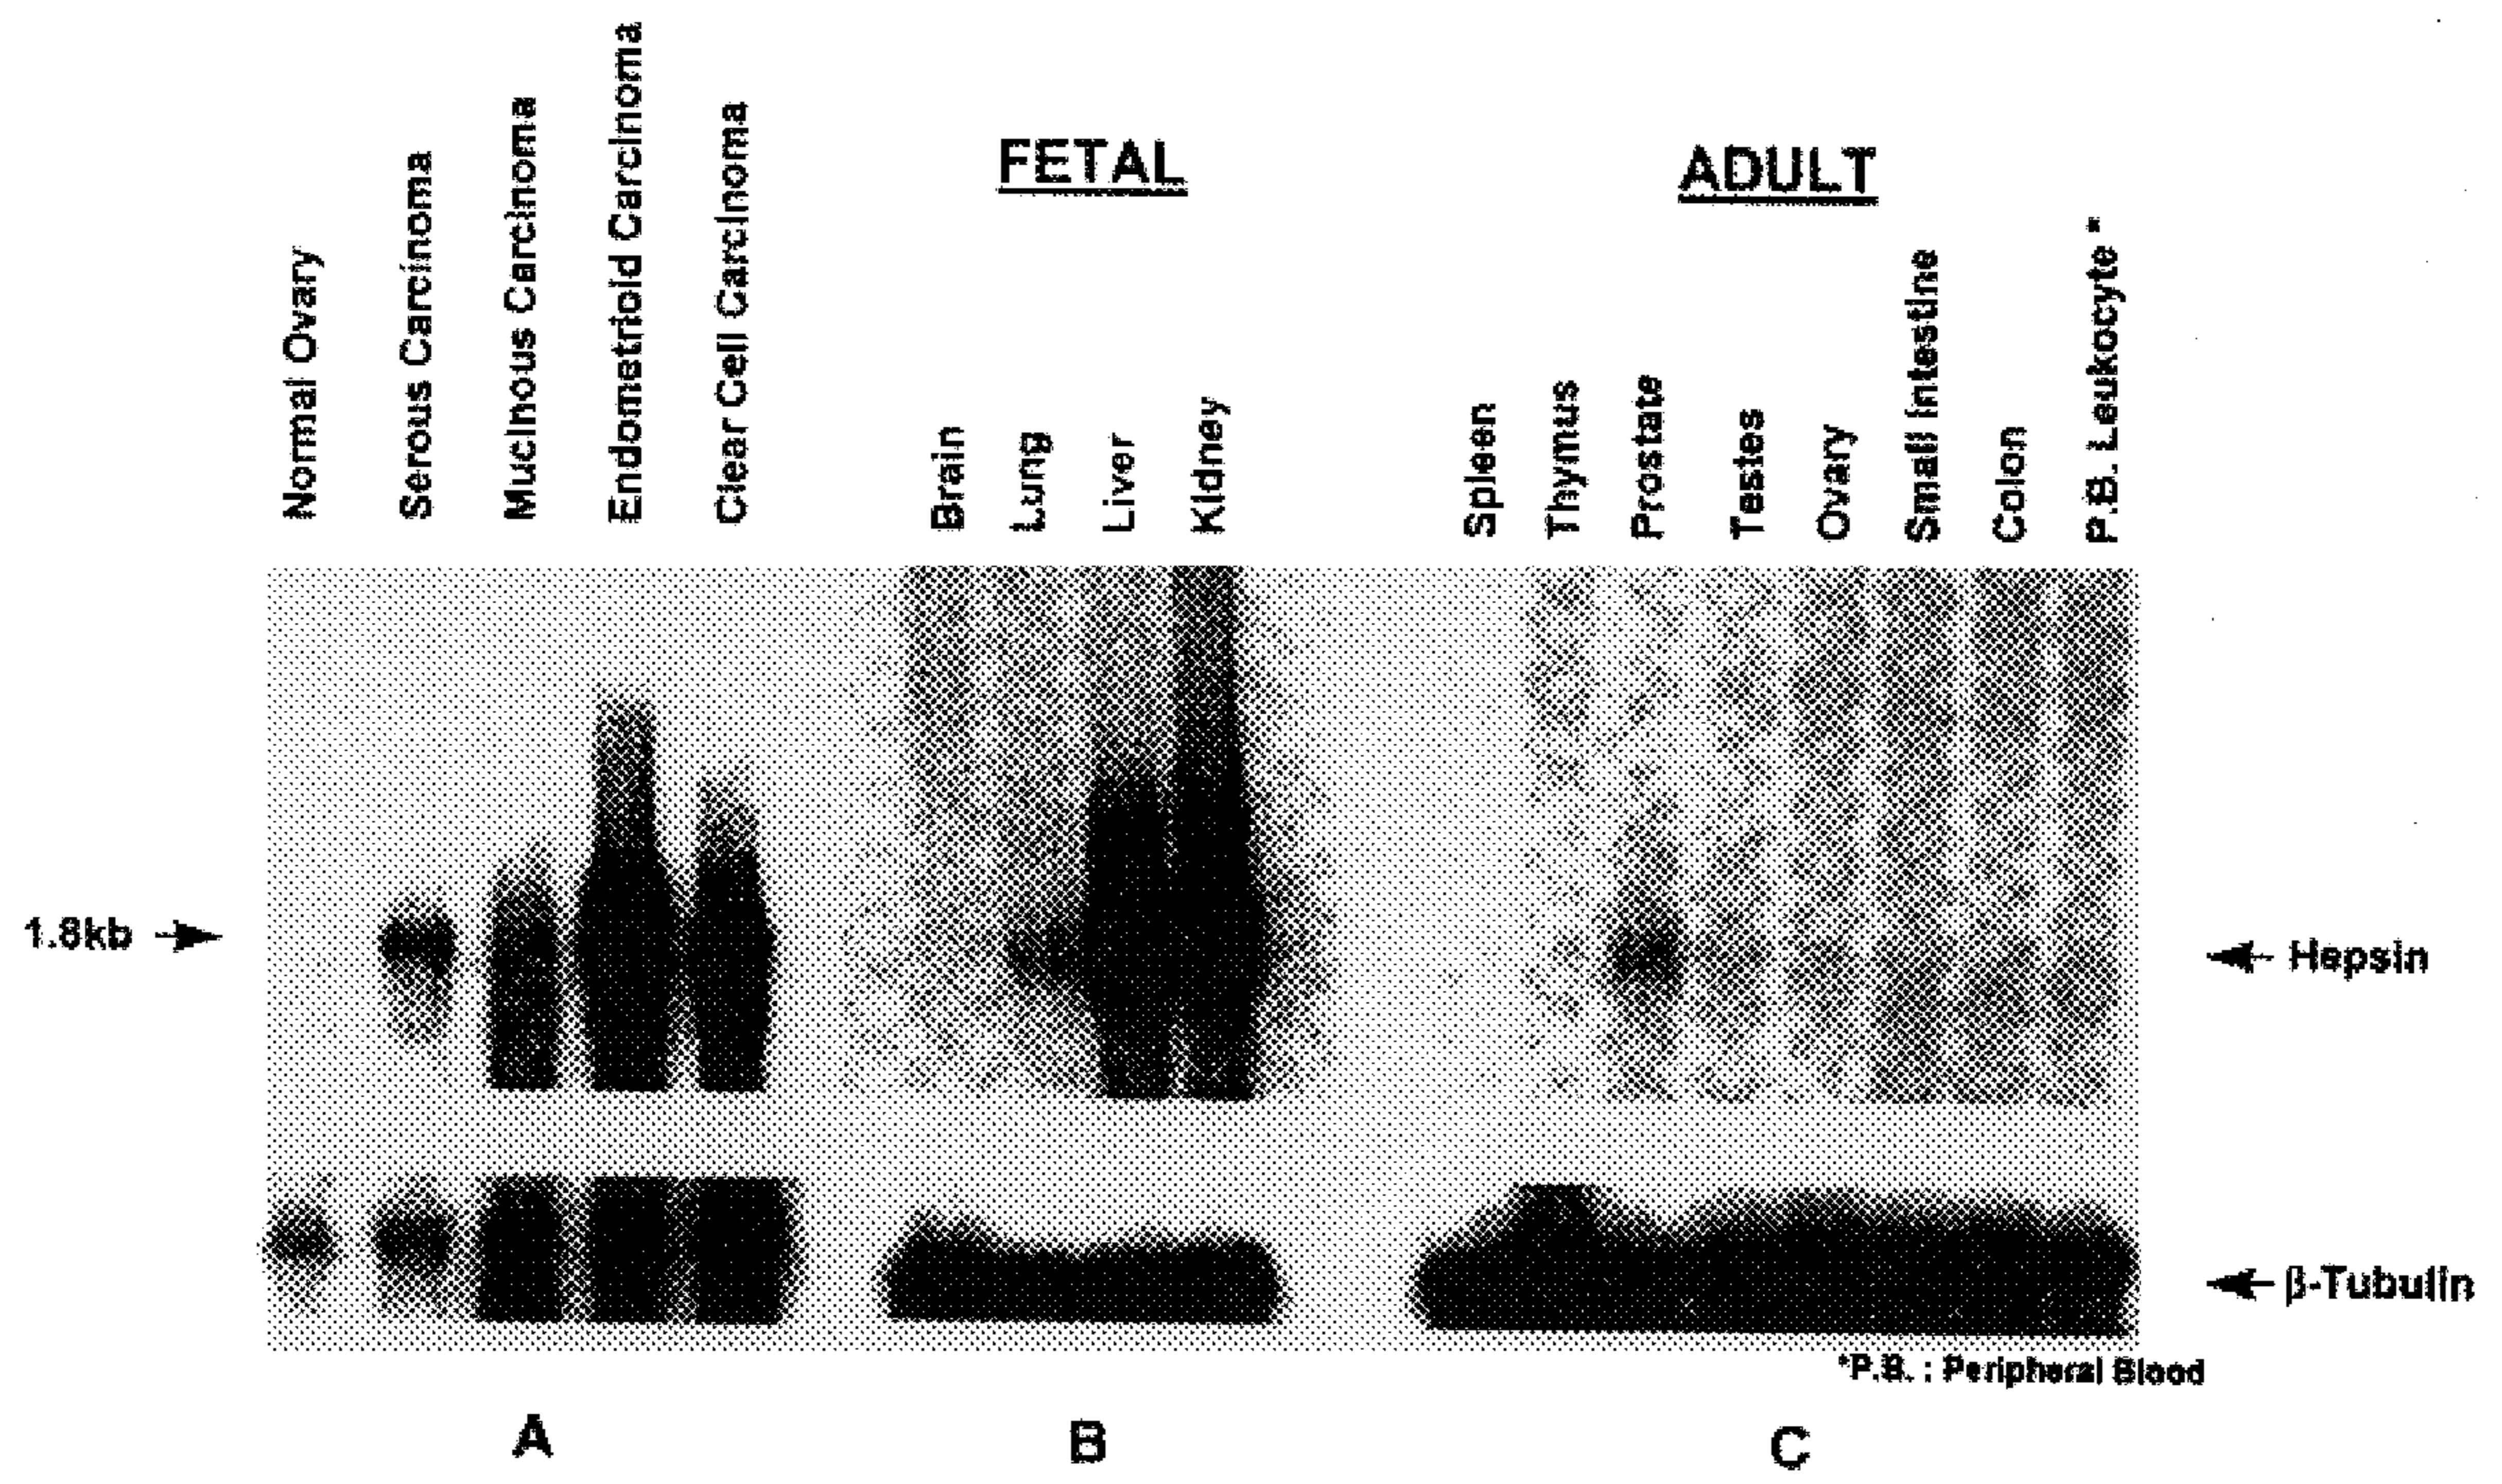 FETAL
ADULT
Normal Ovary
Serous Carcinoma
Mucinous Carcinoma
Endometrioid Carcinoma
Clear Cell Carcinoma
Brain
Lung
Liver
Kidney
Spleen
Thymus
Prostate
Testes
Ovary
Small Intestine
Colon
P.B. Leukocyte *
1.8kb
Hepsin
β-Tubulin
*P.B. : Peripheral Blood
A
B
C